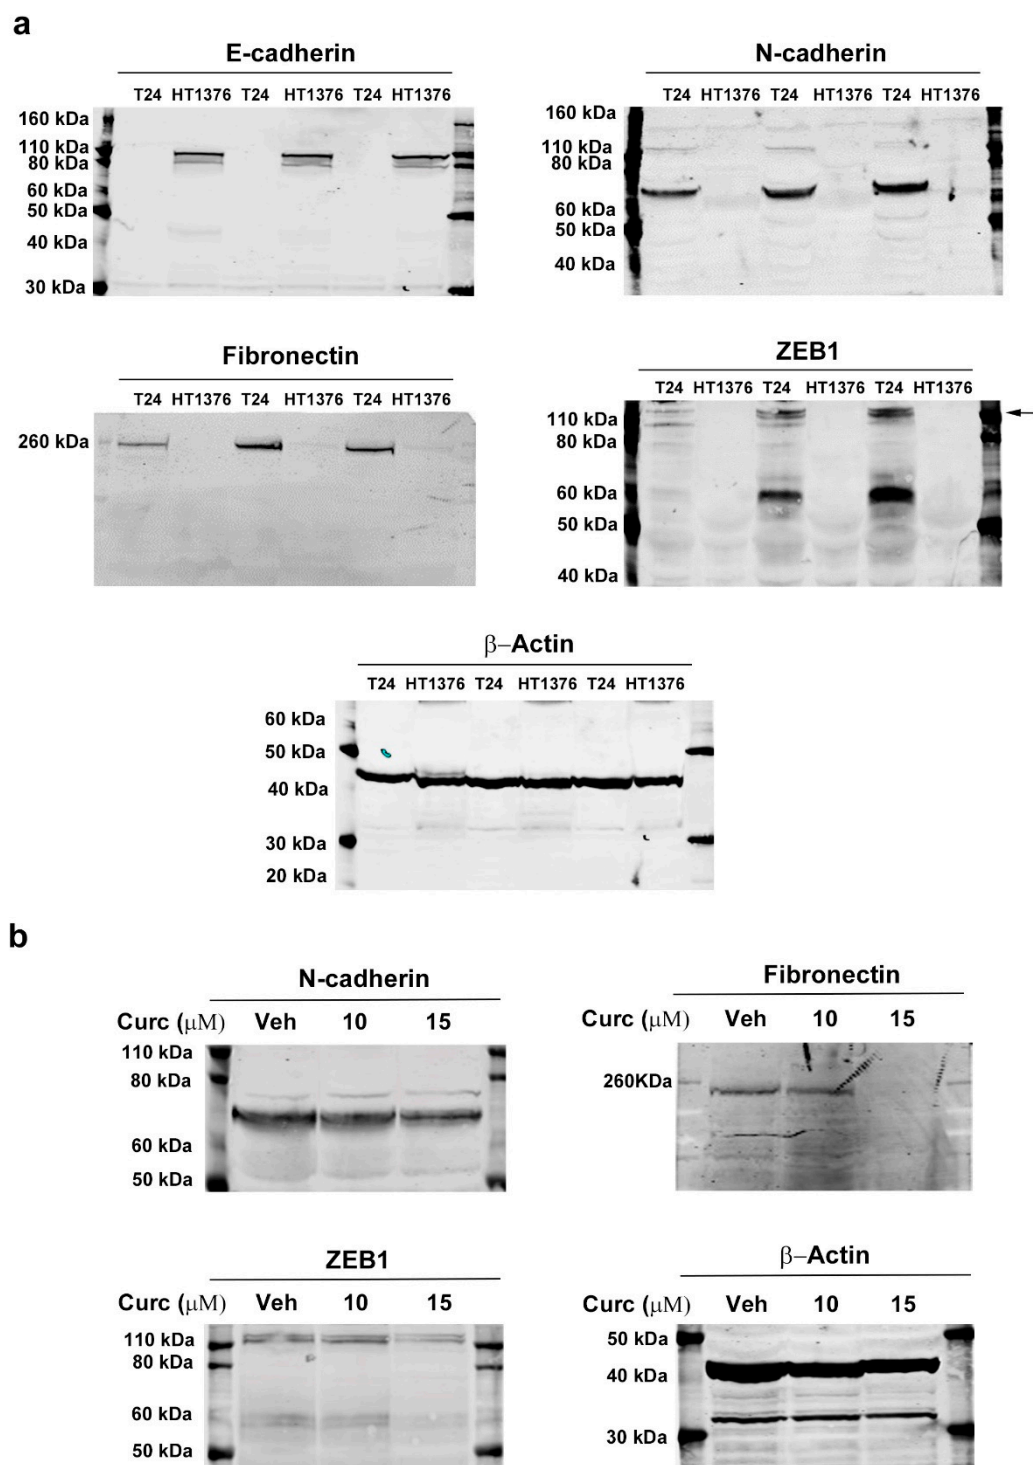 a
E-cadherin
T24 HT1376 T24 HT1376 T24 HT1376
160 kDa
110 kDa
80 kDa
60 kDa
50 kDa
40 kDa
30 kDa
N-cadherin
T24 HT1376 T24 HT1376 T24 HT1376
160 kDa
110 kDa
80 kDa
60 kDa
50 kDa
40 kDa
Fibronectin
T24 HT1376 T24 HT1376 T24 HT1376
260 kDa
ZEB1
T24 HT1376 T24 HT1376 T24 HT1376
110 kDa
80 kDa
60 kDa
50 kDa
40 kDa
β–Actin
T24 HT1376 T24 HT1376 T24 HT1376
60 kDa
50 kDa
40 kDa
30 kDa
20 kDa
b
N-cadherin
Curc (μM) Veh 10 15
110 kDa
80 kDa
60 kDa
50 kDa
Fibronectin
Curc (μM) Veh 10 15
260KDa
ZEB1
Curc (μM) Veh 10 15
110 kDa
80 kDa
60 kDa
50 kDa
β–Actin
Curc (μM) Veh 10 15
50 kDa
40 kDa
30 kDa